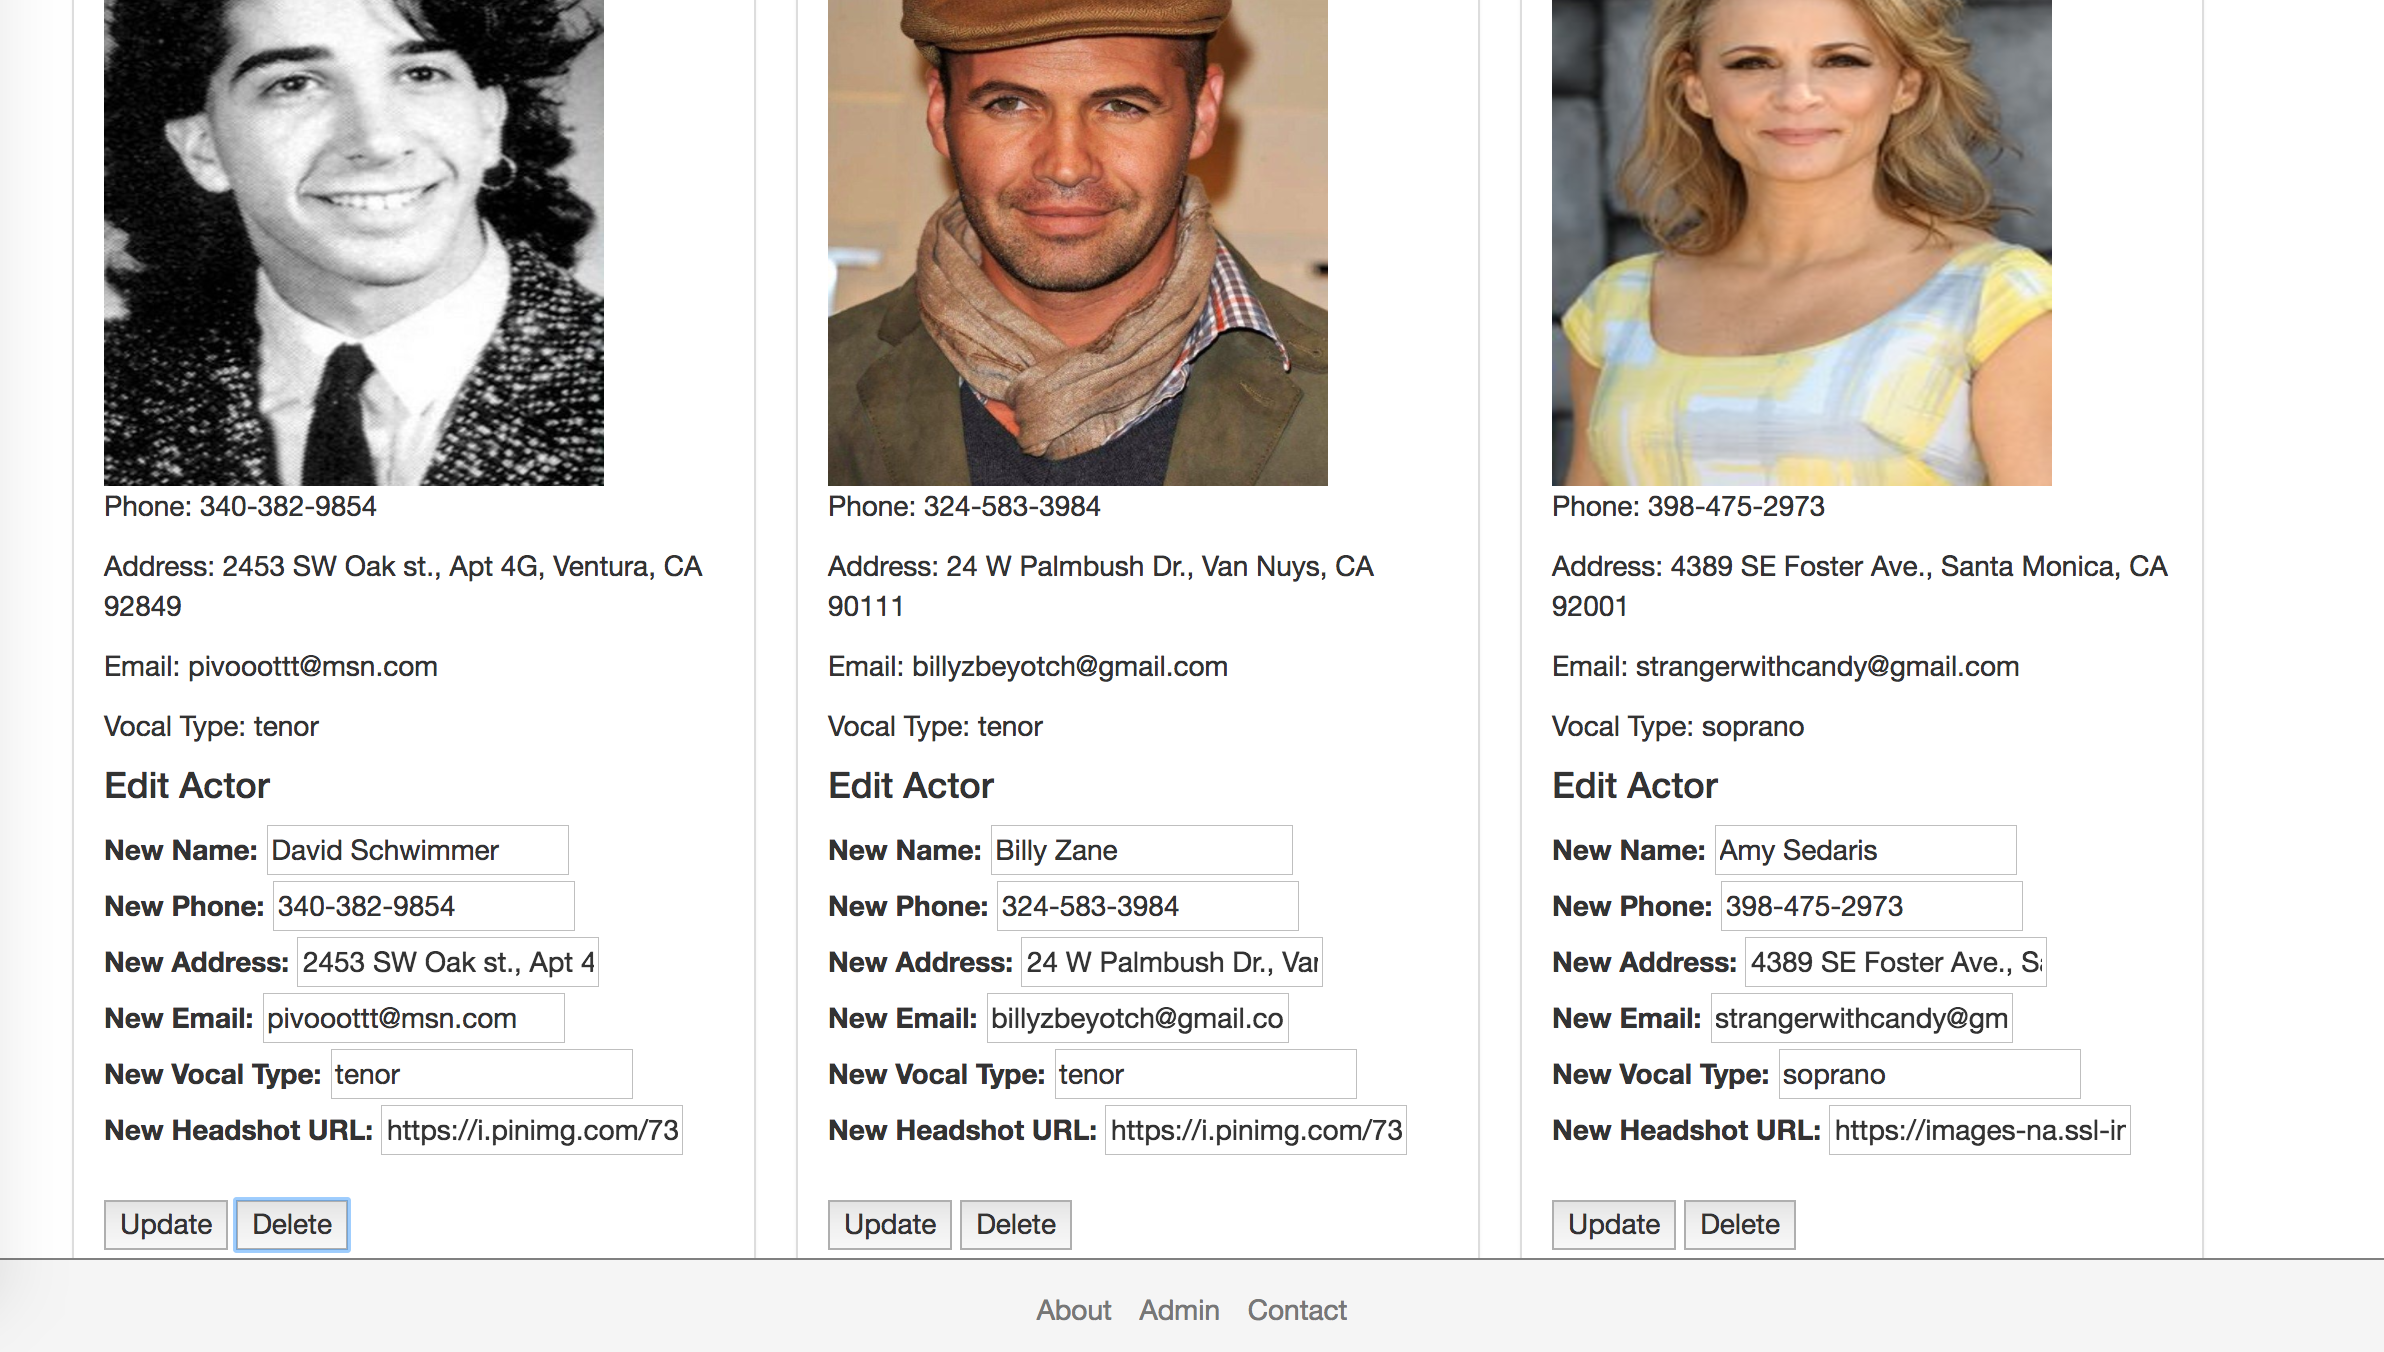 Phone: 340-382-9854
Address: 2453 SW Oak st., Apt 4G, Ventura, CA
92849
Email: pivooottt@msn.com
Vocal Type: tenor
Edit Actor
New Name: David Schwimmer
New Phone: 340-382-9854
New Address: 2453 SW Oak st., Apt 4
New Email: pivooottt@msn.com
New Vocal Type: tenor
New Headshot URL: https://i.pinimg.com/73
Update Delete
Phone: 324-583-3984
Address: 24 W Palmbush Dr., Van Nuys, CA
90111
Email: billyzbeyotch@gmail.com
Vocal Type: tenor
Edit Actor
New Name: Billy Zane
New Phone: 324-583-3984
New Address: 24 W Palmbush Dr., Van
New Email: billyzbeyotch@gmail.co
New Vocal Type: tenor
New Headshot URL: https://i.pinimg.com/73
Update Delete
Phone: 398-475-2973
Address: 4389 SE Foster Ave., Santa Monica, CA
92001
Email: strangerwithcandy@gmail.com
Vocal Type: soprano
Edit Actor
New Name: Amy Sedaris
New Phone: 398-475-2973
New Address: 4389 SE Foster Ave., Sa
New Email: strangerwithcandy@gm
New Vocal Type: soprano
New Headshot URL: https://images-na.ssl-ir
Update Delete
About Admin Contact